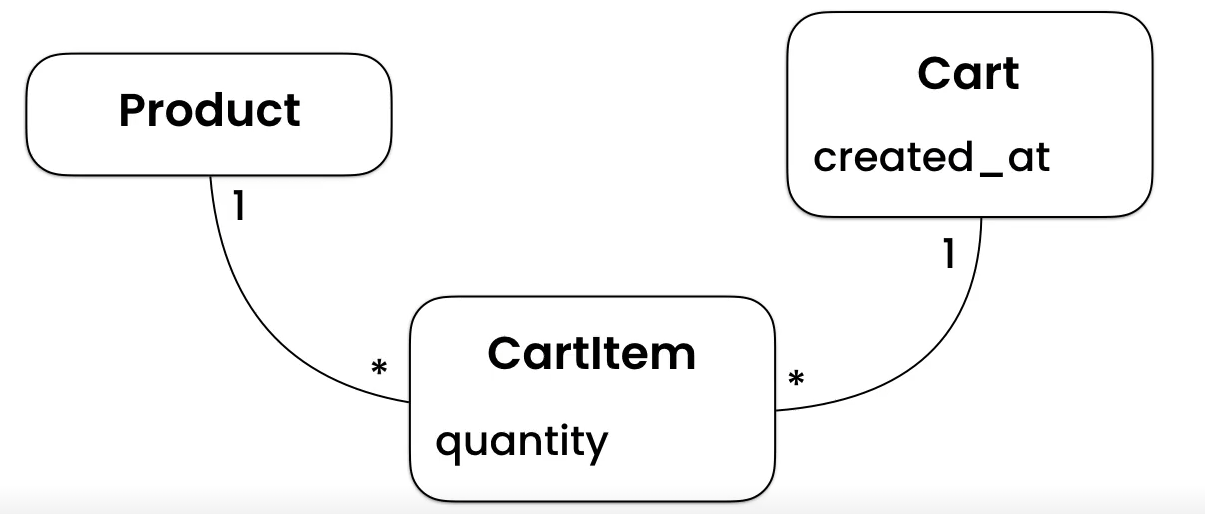 Product
1
Cart
created_at
1
*
CartItem
*
quantity